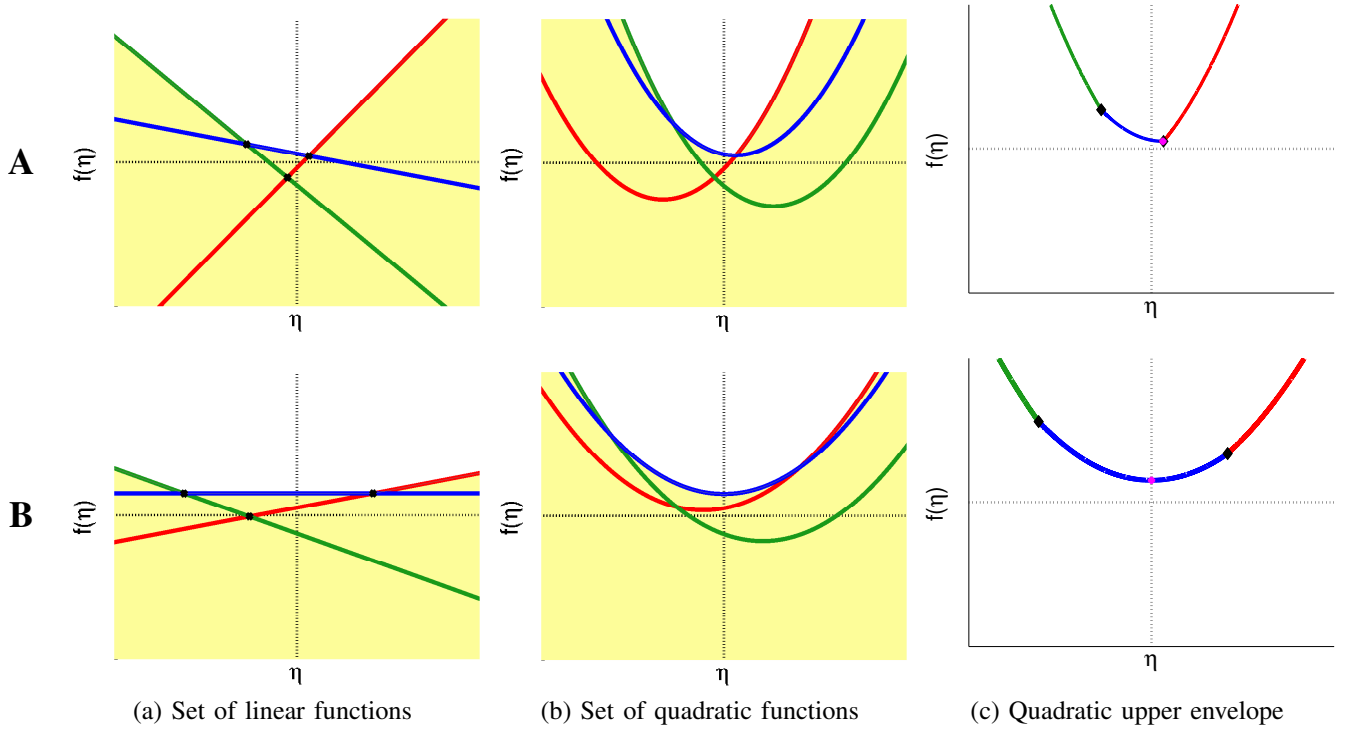 A
f(η)
η
f(η)
η
f(η)
η
B
f(η)
η
f(η)
η
f(η)
η
(a) Set of linear functions
(b) Set of quadratic functions
(c) Quadratic upper envelope